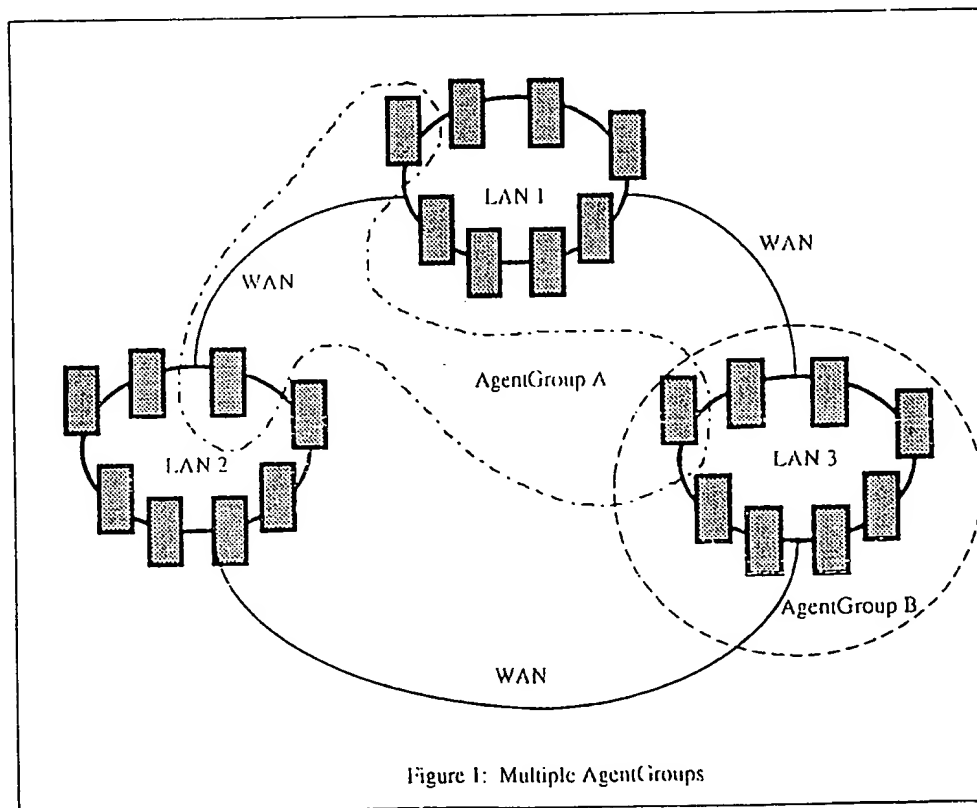 LAN 1
WAN
WAN
AgentGroup A
LAN 2
LAN 3
AgentGroup B
WAN
Figure 1: Multiple AgentGroups